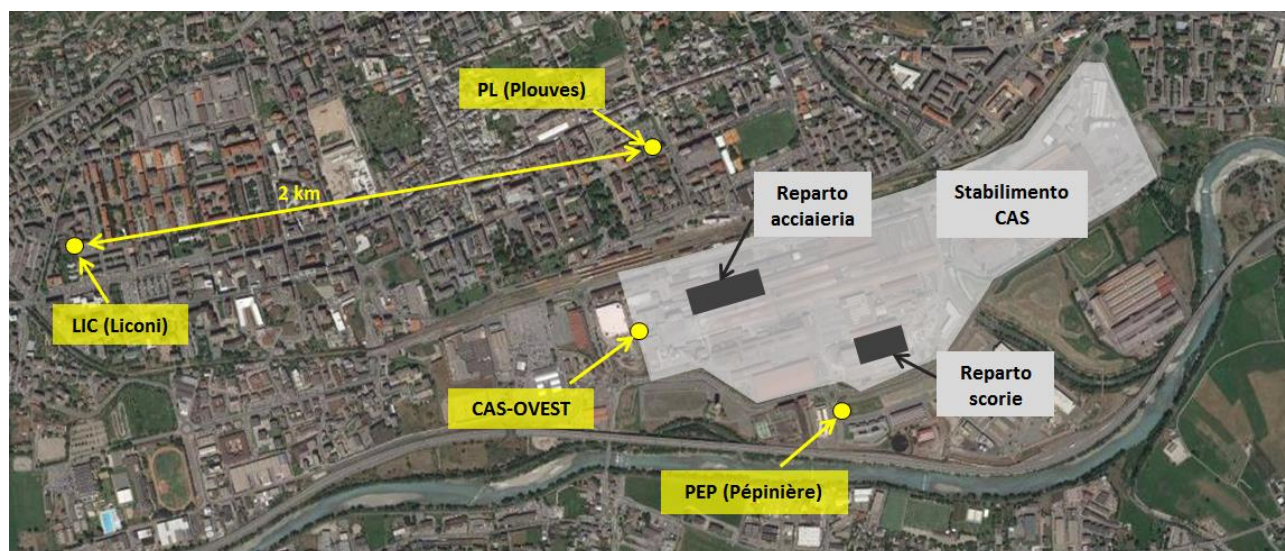 PL (Plouves)
2 km
Reparto
acciaieria
Stabilimento
CAS
LIC (Liconi)
CAS-OVEST
Reparto
scorie
PEP (Pépinière)